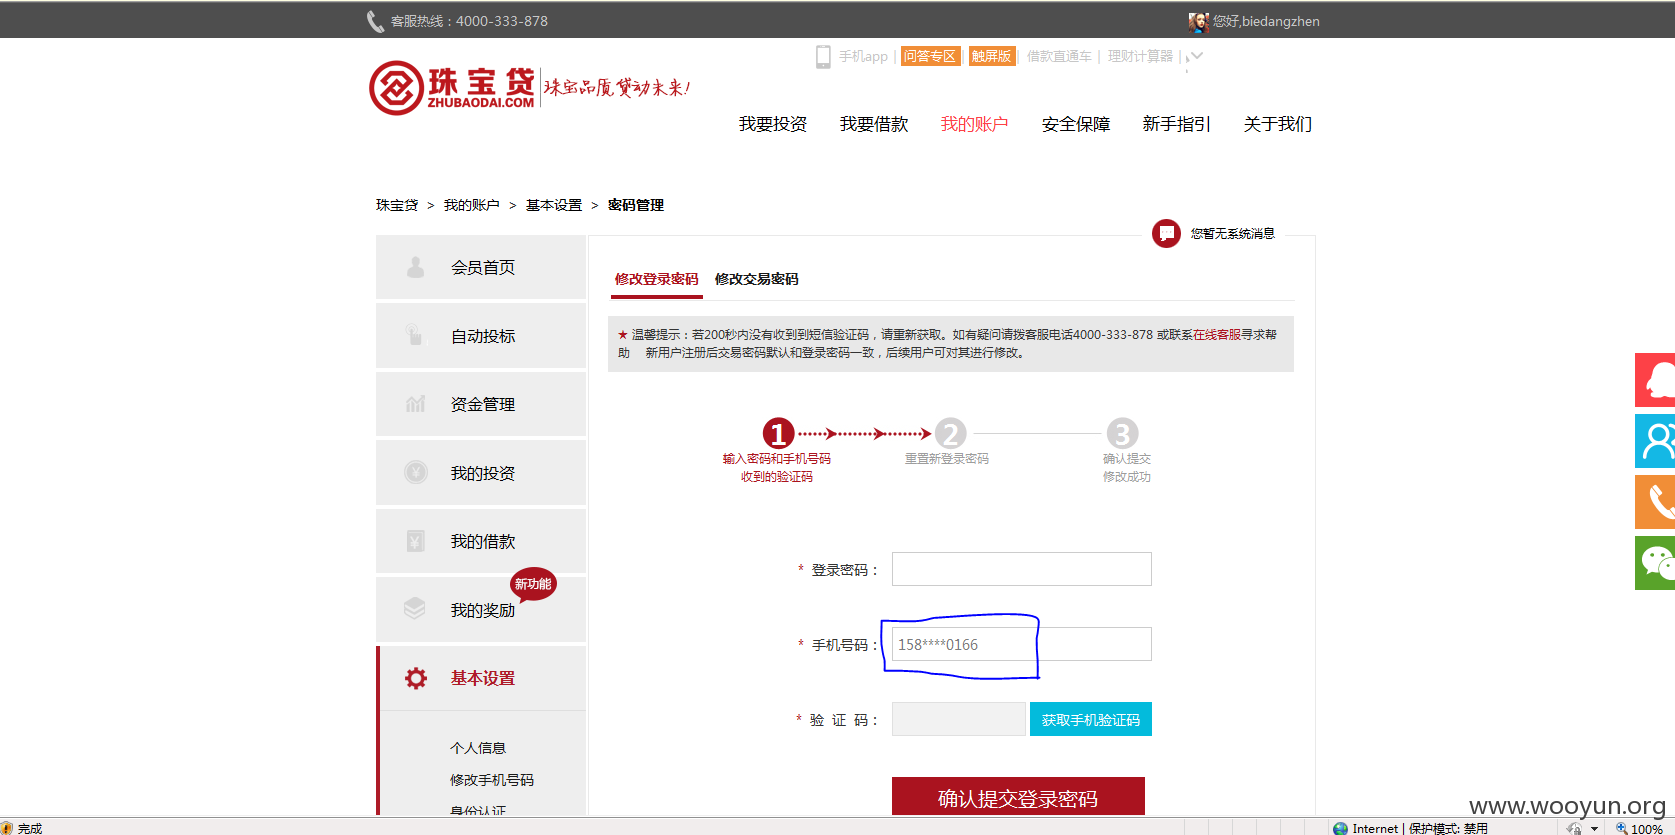 客服热线：4000-333-878
您好,biedangzhen
手机app | 问答专区 | 触屏版 | 借款直通车 | 理财计算器 |
珠宝贷
ZHUBAODAI.COM
珠宝品质 贷动未来！
我要投资 我要借款 我的账户 安全保障 新手指引 关于我们
珠宝贷 > 我的账户 > 基本设置 > 密码管理
您暂无系统消息
会员首页
自动投标
资金管理
我的投资
我的借款
新功能
我的奖励
基本设置
个人信息
修改手机号码
身份认证
修改登录密码 修改交易密码
★ 温馨提示：若200秒内没有收到到短信验证码，请重新获取。如有疑问请拨客服电话4000-333-878 或联系在线客服寻求帮
助 新用户注册后交易密码默认和登录密码一致，后续用户可对其进行修改。
1 2 3
输入密码和手机号码
收到的验证码
重置新登录密码
确认提交
修改成功
* 登录密码：
* 手机号码： 158****0166
* 验 证 码： 获取手机验证码
确认提交登录密码
www.wooyun.org
完成
Internet | 保护模式: 禁用
100%